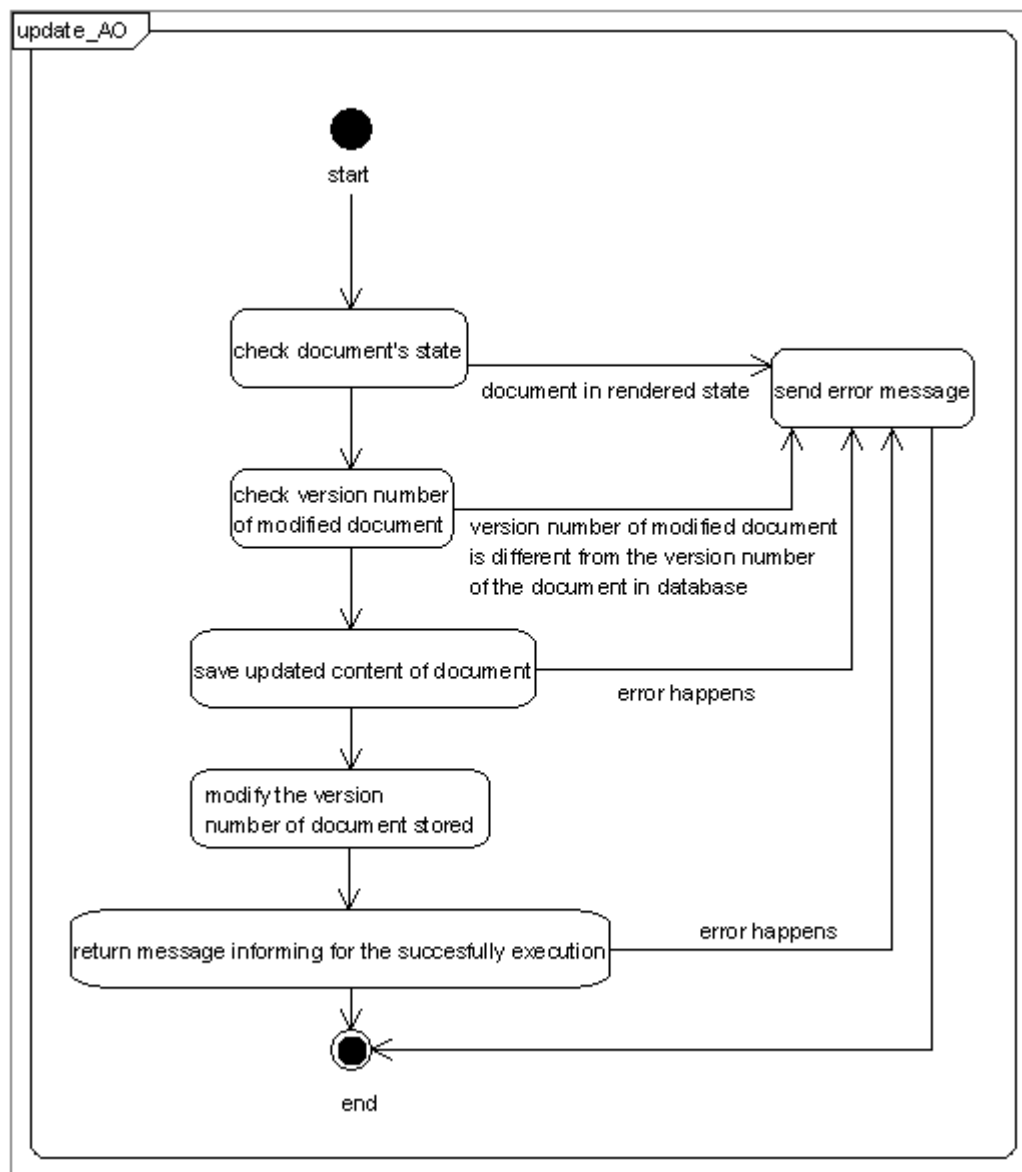 update_AO
start
check document's state
document in rendered state
send error message
check version number
of modified document
version number of modified document
is different from the version number
of the document in database
save updated content of document
error happens
modify the version
number of document stored
return message informing for the succesfully execution
error happens
end